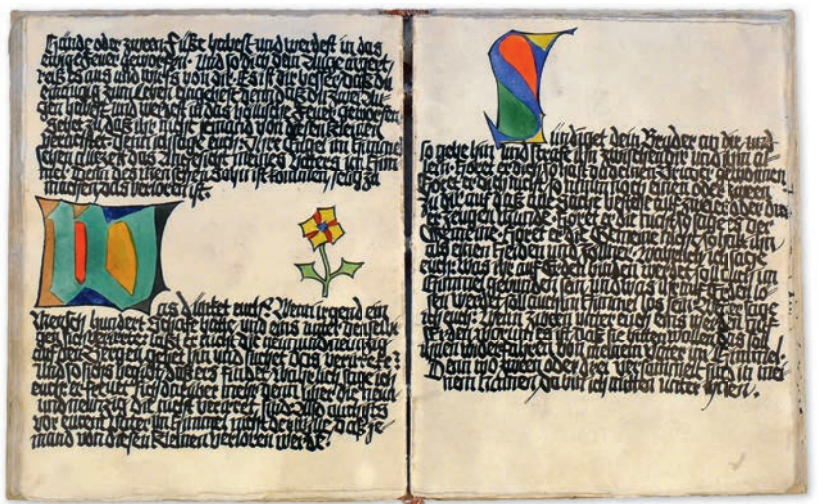 Hände oder zween Füße habest und werdest in das
ewige Feuer geworfen. Und so dich dein Auge ärgert
reiß es aus und wirfs von dir. Es ist dir besser, daß du
einäugig zum Leben eingehest denn daß du zwei Au-
gen habest und werdest in das höllische Feuer geworfen
Sehet zu das ihr nicht jemand von diesen Kleinen
verachtet. denn ich sage euch: Ihre Engel im Himmel
sehen allezeit das Angesicht meines Vaters im Him
mel. Denn des menschen Sohn ist kommen, selig zu
machen das verloren ist.
Was dünket euch? Wenn irgend ein
Mensch hundert Schafe hätte und eins unter denselbi
gen sich verirrete: läßt er nicht die neunundneunzig
auf den Bergen gehet hin und suchet das verirrete?
Und so sichs begibt daß ers findet Wahrlich sage ich
euch: er freuet sich darüber mehr denn über die neun
undneunzig die nicht verirret sind. Also auch ists
vor eurem Vater im Himmel nicht der Wille daß je
mand von diesen Kleinen verloren werde.
Sündiget dein Bruder an dir und
so gehe hin und strafe ihn zwischen dir und ihm al-
lein. Höret er dich so hast du deinen Bruder gewonnen
Höret er dich nicht so nimm noch einen oder zween
zu dir auf daß alle Sache bestehe auf zweier oder drei
er Zeugen Munde. Höret er die nicht so sage es der
Gemeine. Höret er die Gemeine nicht so halt ihn
als einen Heiden und Zöllner. Wahrlich ich sage
euch: was ihr auf Erden binden werdet soll auch im
Himmel gebunden sein und was ihr auf Erden lö
sen werdet soll auch im Himmel los sein. sage
ich euch: Wenn zween unter euch eins werden
Erden warum es ist daß sie bitten wollen das soll
ihnen widerfahren von meinem Vater im Himmel.
Denn wo zween oder drei versammelt sind in mei
nem Namen, da bin ich mitten unter ihnen.